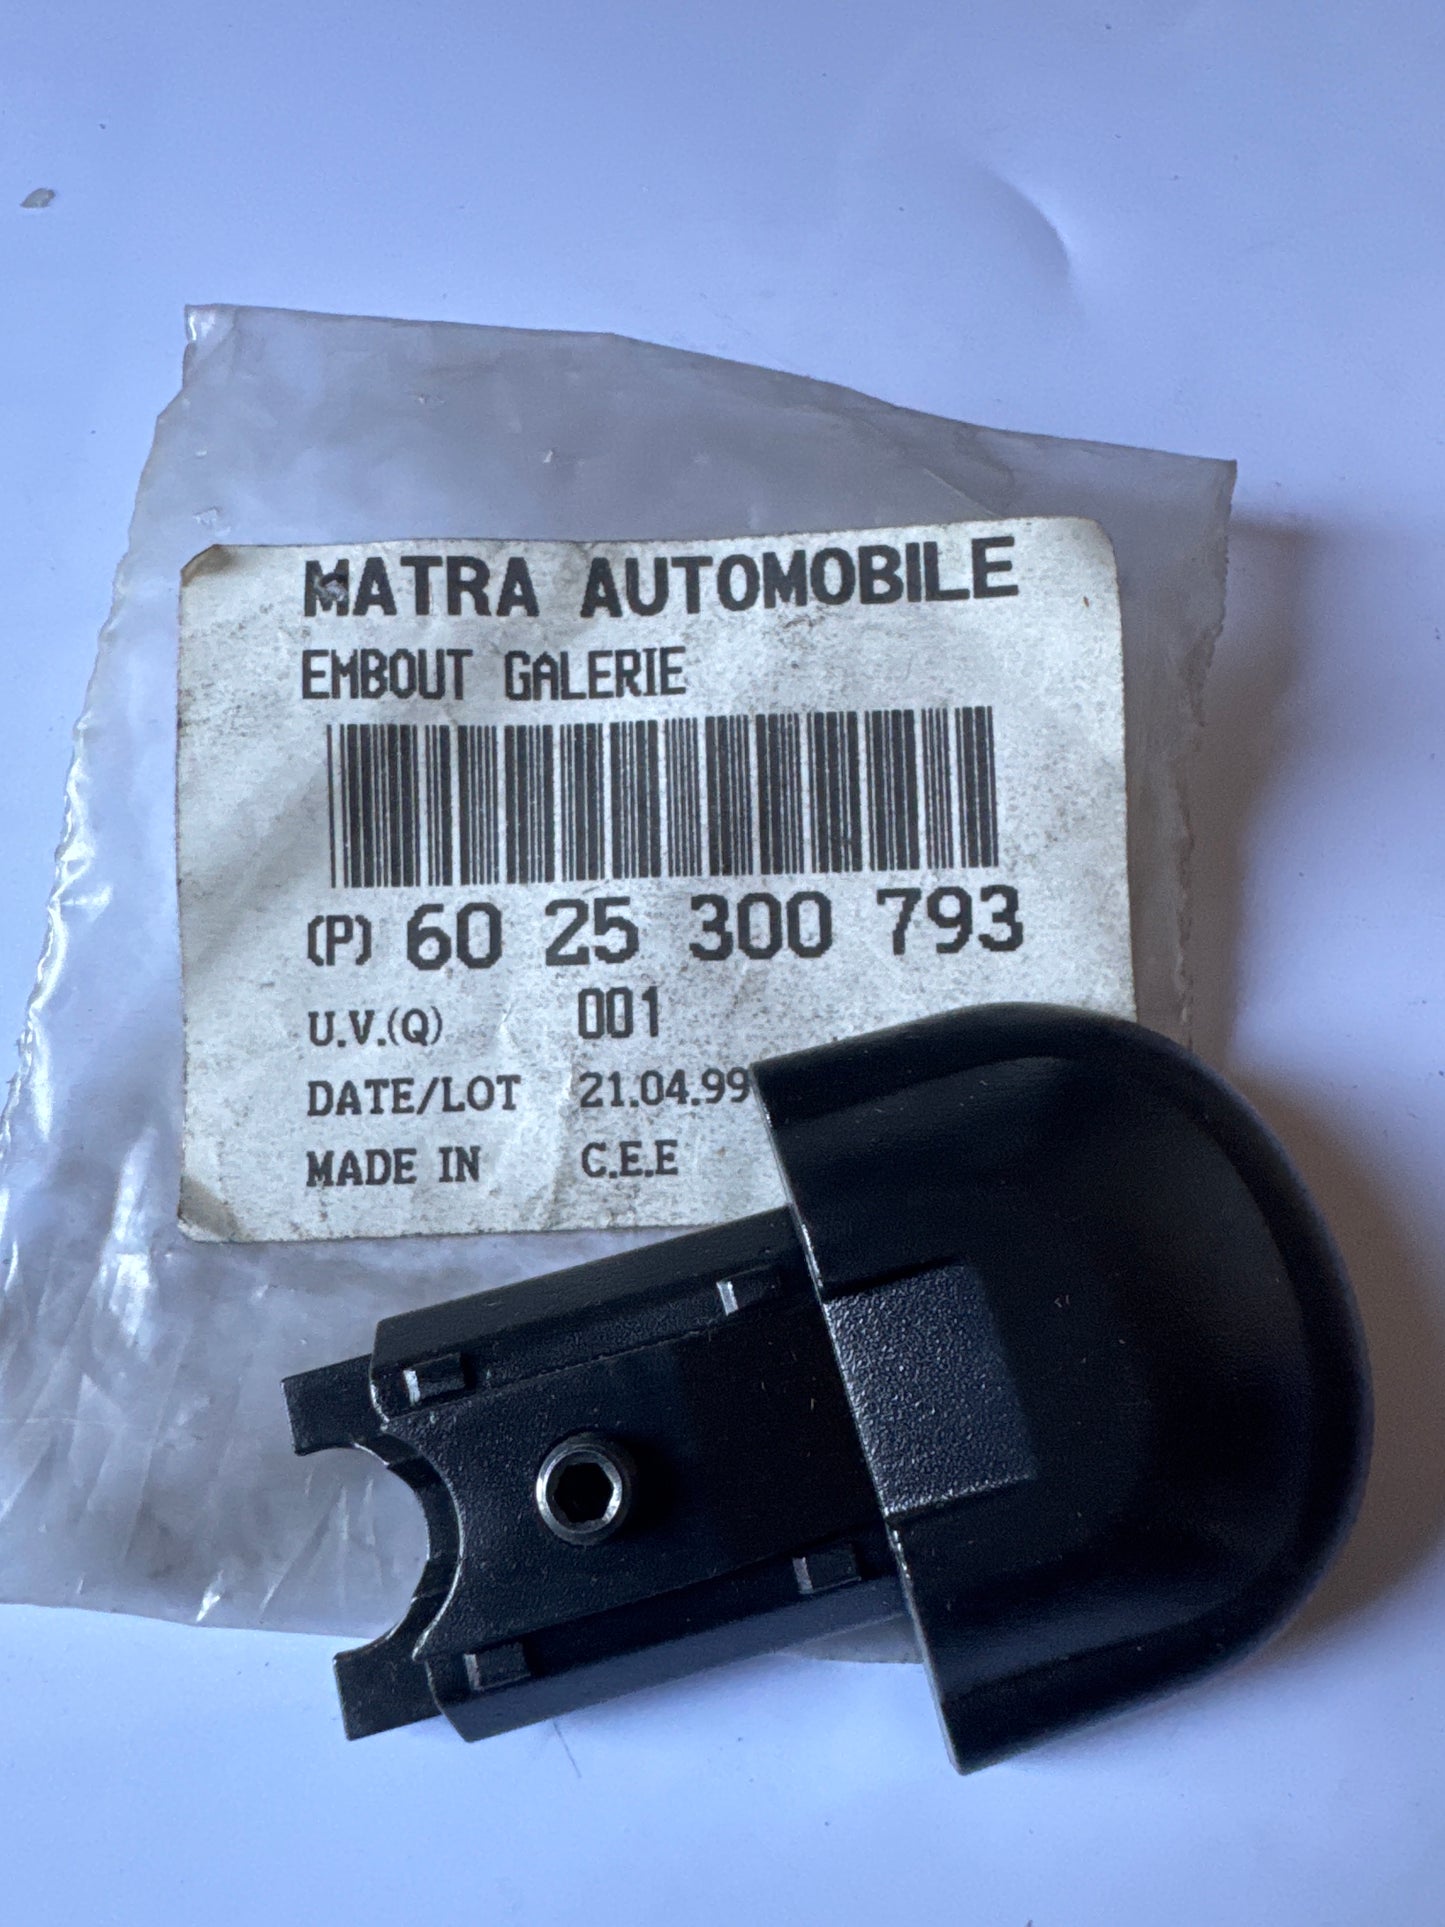 MATRA AUTOMOBILE
EMBOUT GALERIE
(P) 60 25 300 793
U.V.(Q) 001
DATE/LOT 21.04.99
MADE IN C.E.E